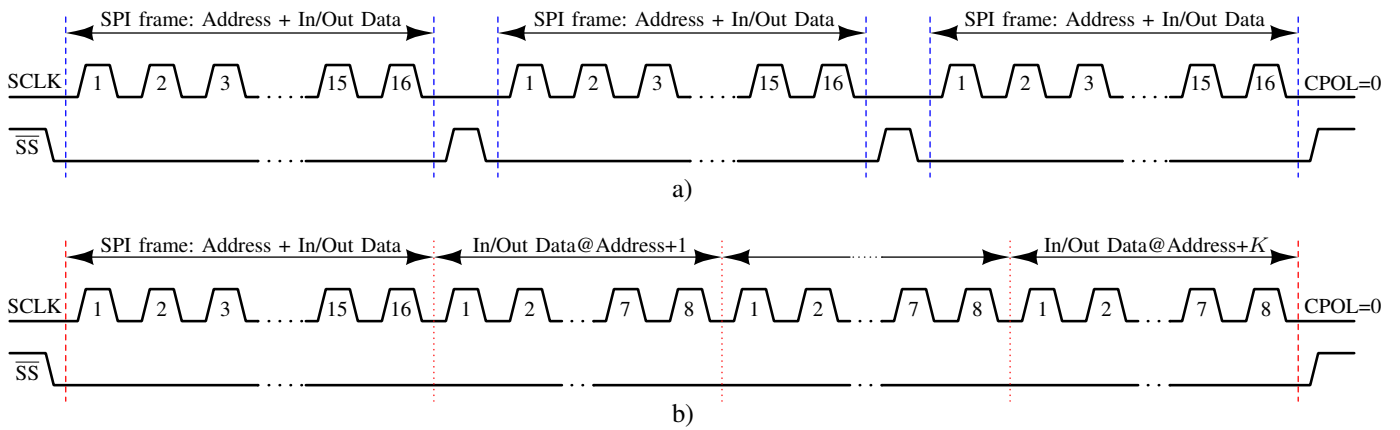 SPI frame: Address + In/Out Data SPI frame: Address + In/Out Data SPI frame: Address + In/Out Data
SCLK 1 2 3 15 16 1 2 3 15 16 1 2 3 15 16 CPOL=0
SS
a)
SPI frame: Address + In/Out Data In/Out Data@Address+1 In/Out Data@Address+K
SCLK 1 2 3 15 16 1 2 7 8 1 2 7 8 1 2 7 8 CPOL=0
SS
b)